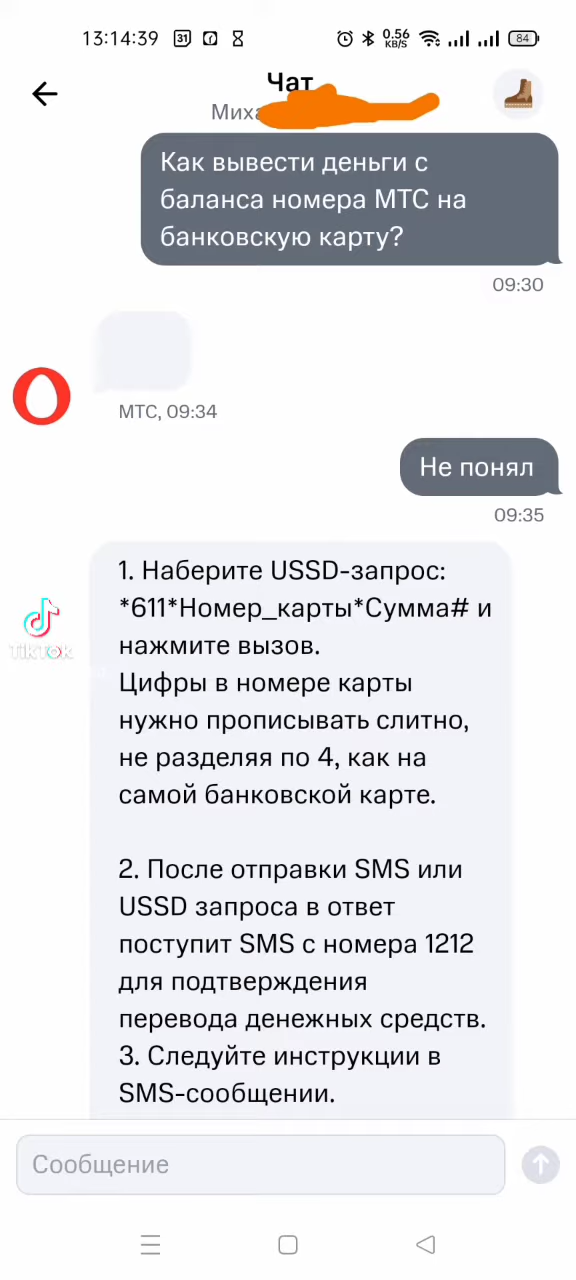 13:14:39 31 0.56 KB/S 84
Чат
Миха
Как вывести деньги с
баланса номера МТС на
банковскую карту?
09:30
МТС, 09:34
Не понял
09:35
1. Наберите USSD-запрос:
*611*Номер_карты*Сумма# и
нажмите вызов.
Цифры в номере карты
нужно прописывать слитно,
не разделяя по 4, как на
самой банковской карте.
2. После отправки SMS или
USSD запроса в ответ
поступит SMS с номера 1212
для подтверждения
перевода денежных средств.
3. Следуйте инструкции в
SMS-сообщении.
TikTok
Сообщение